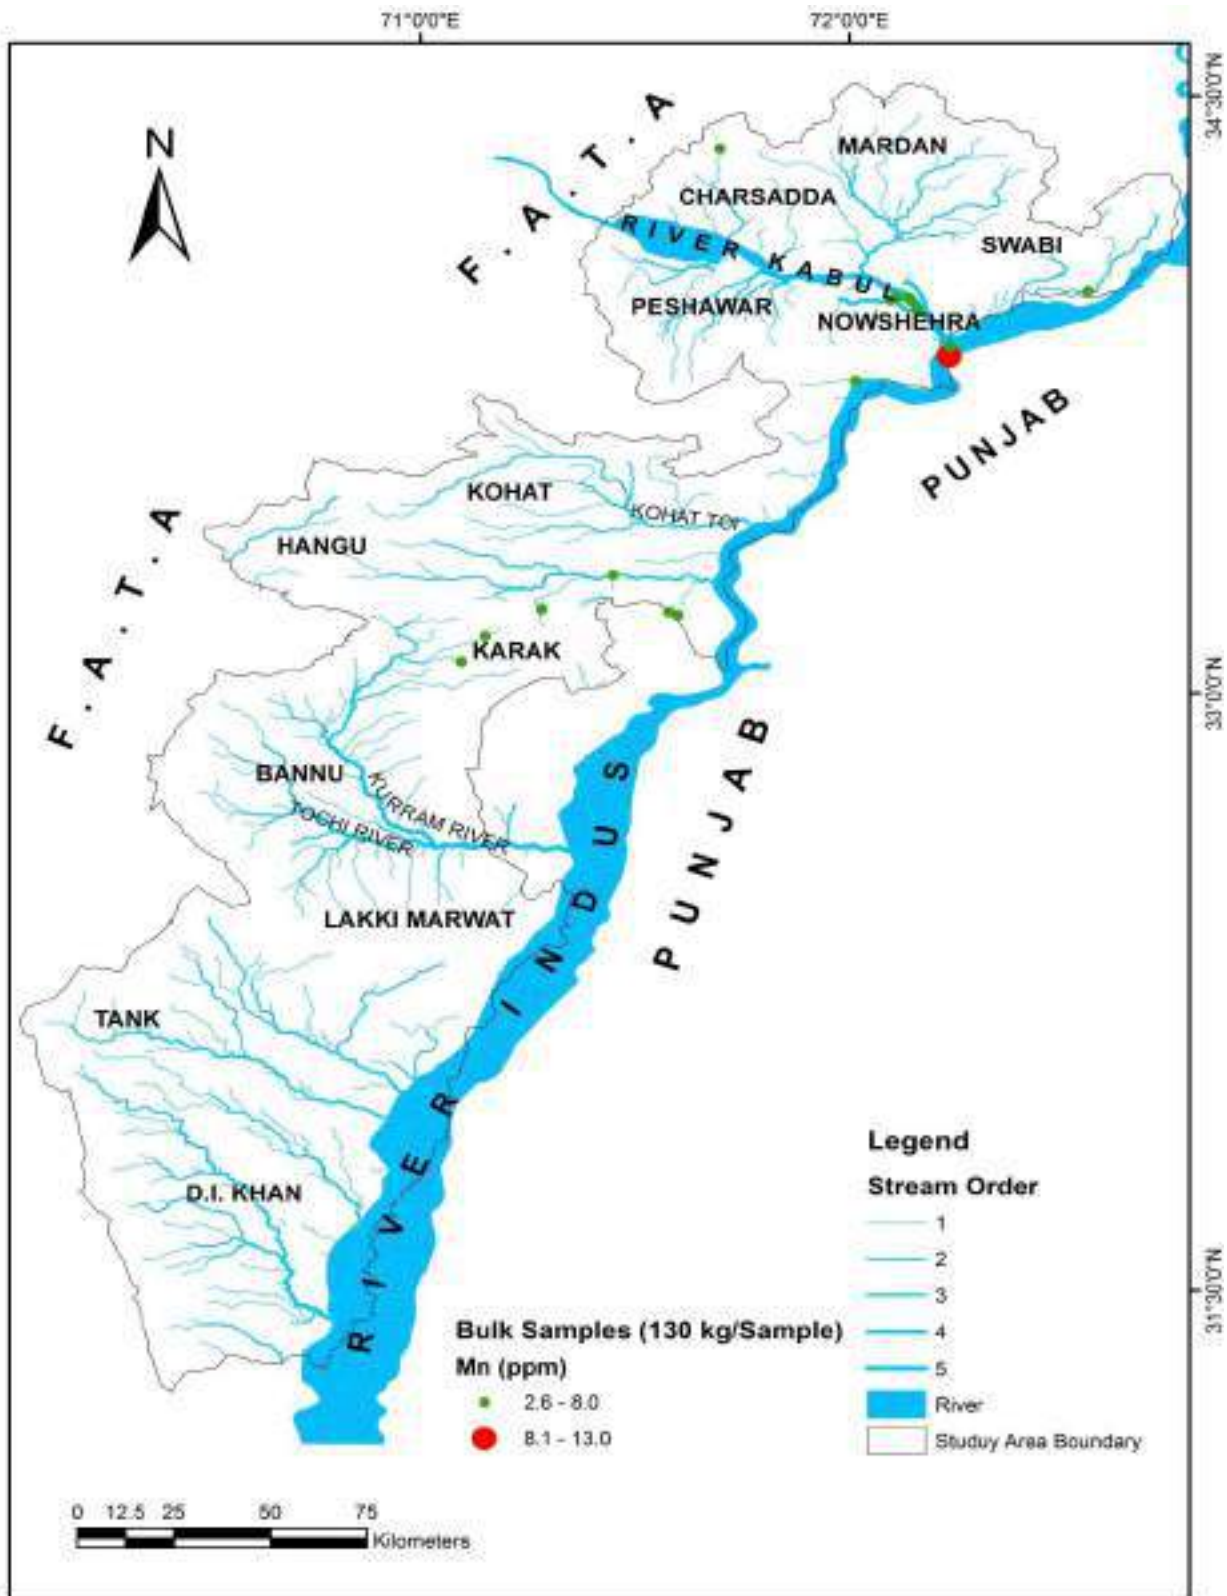 71°0'0"E
72°0'0"E
34°30'0"N
N
F.A.T.A
MARDAN
CHARSADDA
SWABI
RIVER KABUL
PESHAWAR
NOWSHEHRA
PUNJAB
KOHAT
KOHAT TOI
HANGU
F.A.T.A
KARAK
33°0'0"N
BANNU
KURRAM RIVER
TOCHI RIVER
PUNJAB
LAKKI MARWAT
RIVER INDUS
TANK
D.I. KHAN
31°30'0"N
Legend
Stream Order
1
2
3
4
5
River
Studuy Area Boundary
Bulk Samples (130 kg/Sample)
Mn (ppm)
2.6 - 8.0
8.1 - 13.0
0 12.5 25 50 75
Kilometers